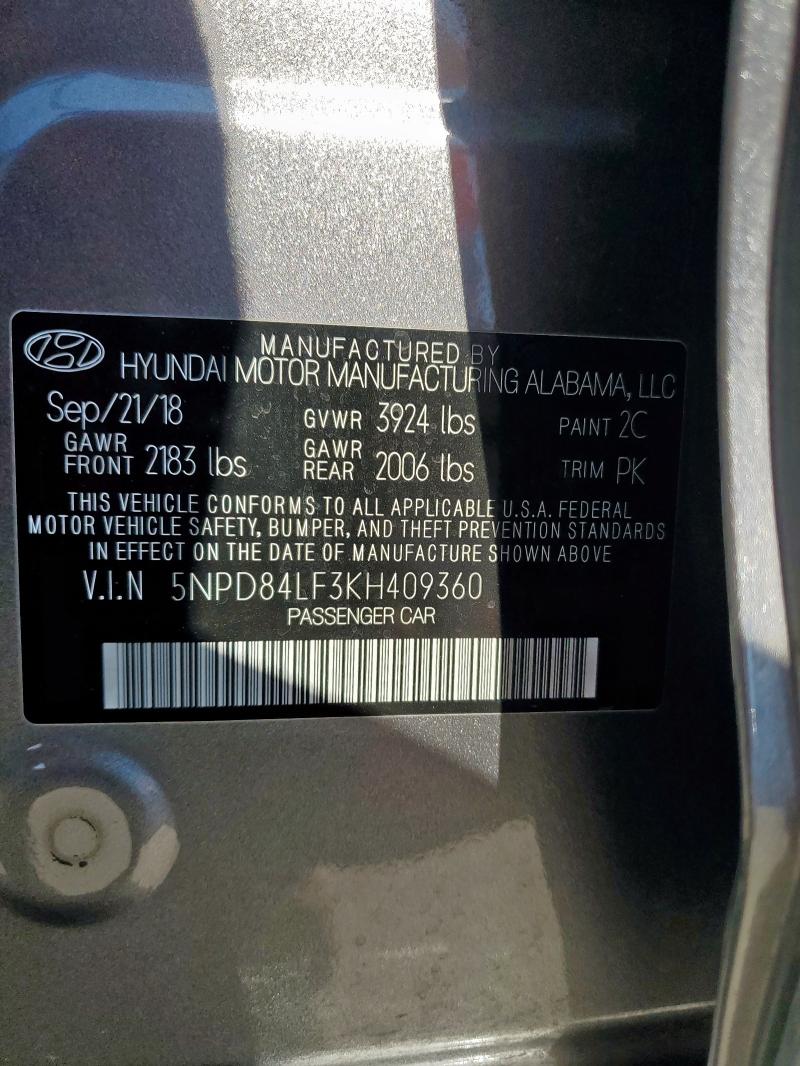 MANUFACTURED BY
HYUNDAI MOTOR MANUFACTURING ALABAMA, LLC
Sep/21/18 GVWR 3924 lbs PAINT 2C
GAWR FRONT 2183 lbs GAWR REAR 2006 lbs TRIM PK
THIS VEHICLE CONFORMS TO ALL APPLICABLE U.S.A. FEDERAL
MOTOR VEHICLE SAFETY, BUMPER, AND THEFT PREVENTION STANDARDS
IN EFFECT ON THE DATE OF MANUFACTURE SHOWN ABOVE
V.I.N 5NPD84LF3KH409360
PASSENGER CAR